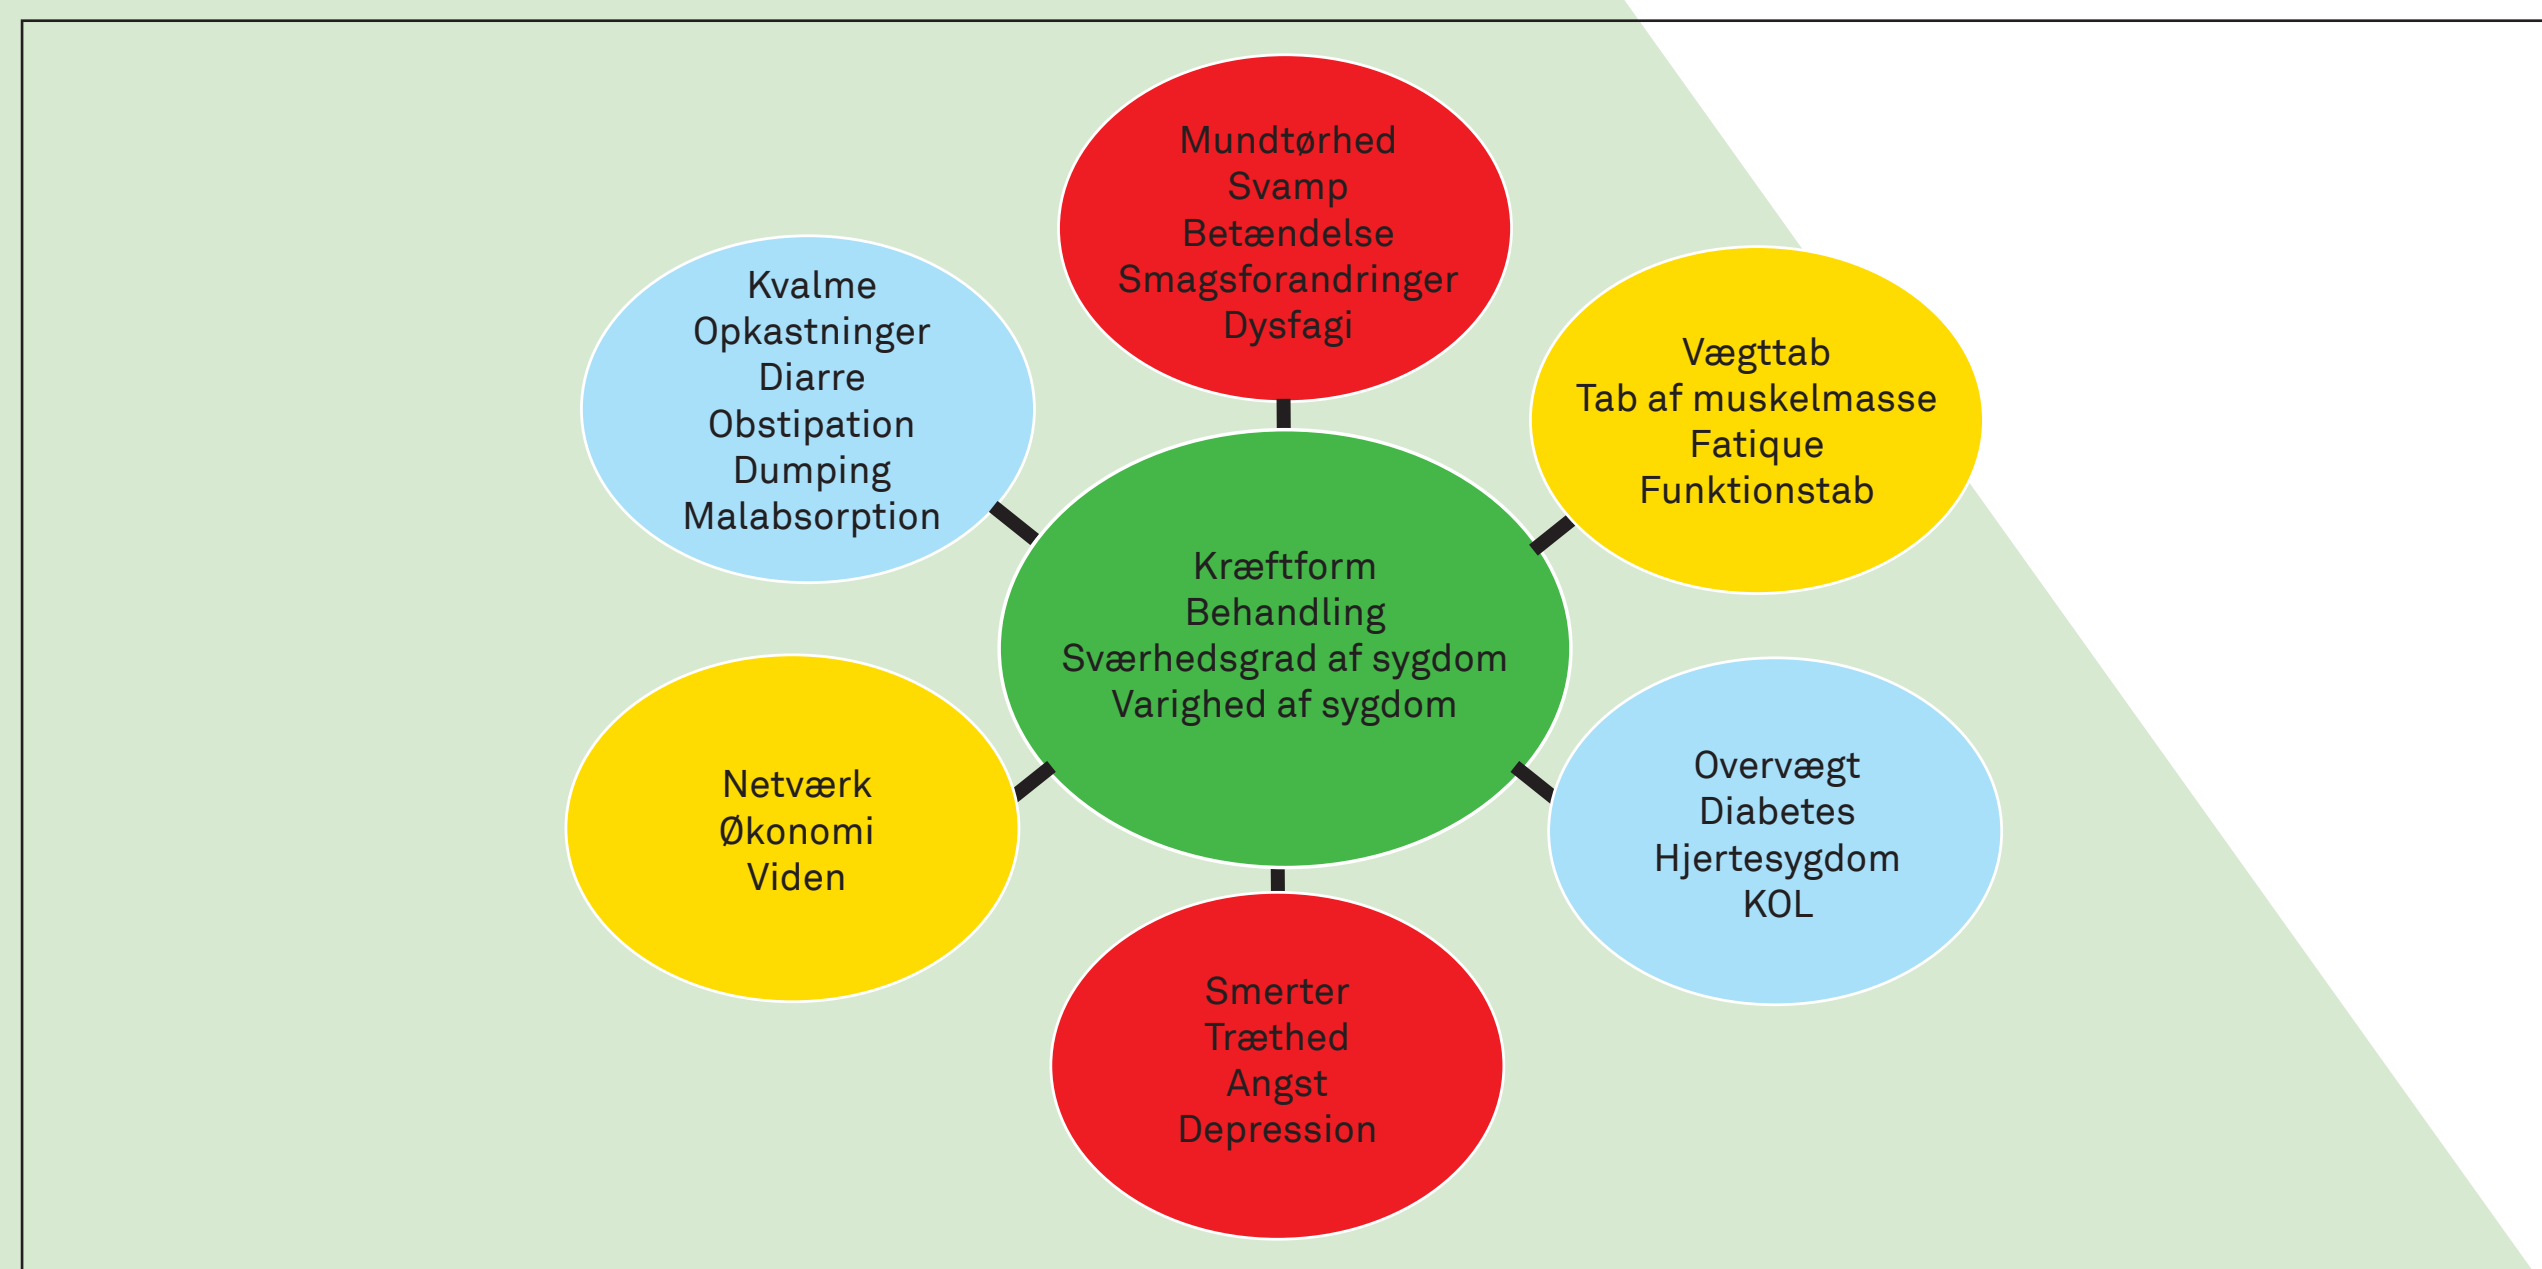 Mundtørhed
Svamp
Betændelse
Smagsforandringer
Dysfagi
Kvalme
Opkastninger
Diarre
Obstipation
Dumping
Malabsorption
Vægttab
Tab af muskelmasse
Fatique
Funktionstab
Kræftform
Behandling
Sværhedsgrad af sygdom
Varighed af sygdom
Netværk
Økonomi
Viden
Overvægt
Diabetes
Hjertesygdom
KOL
Smerter
Træthed
Angst
Depression